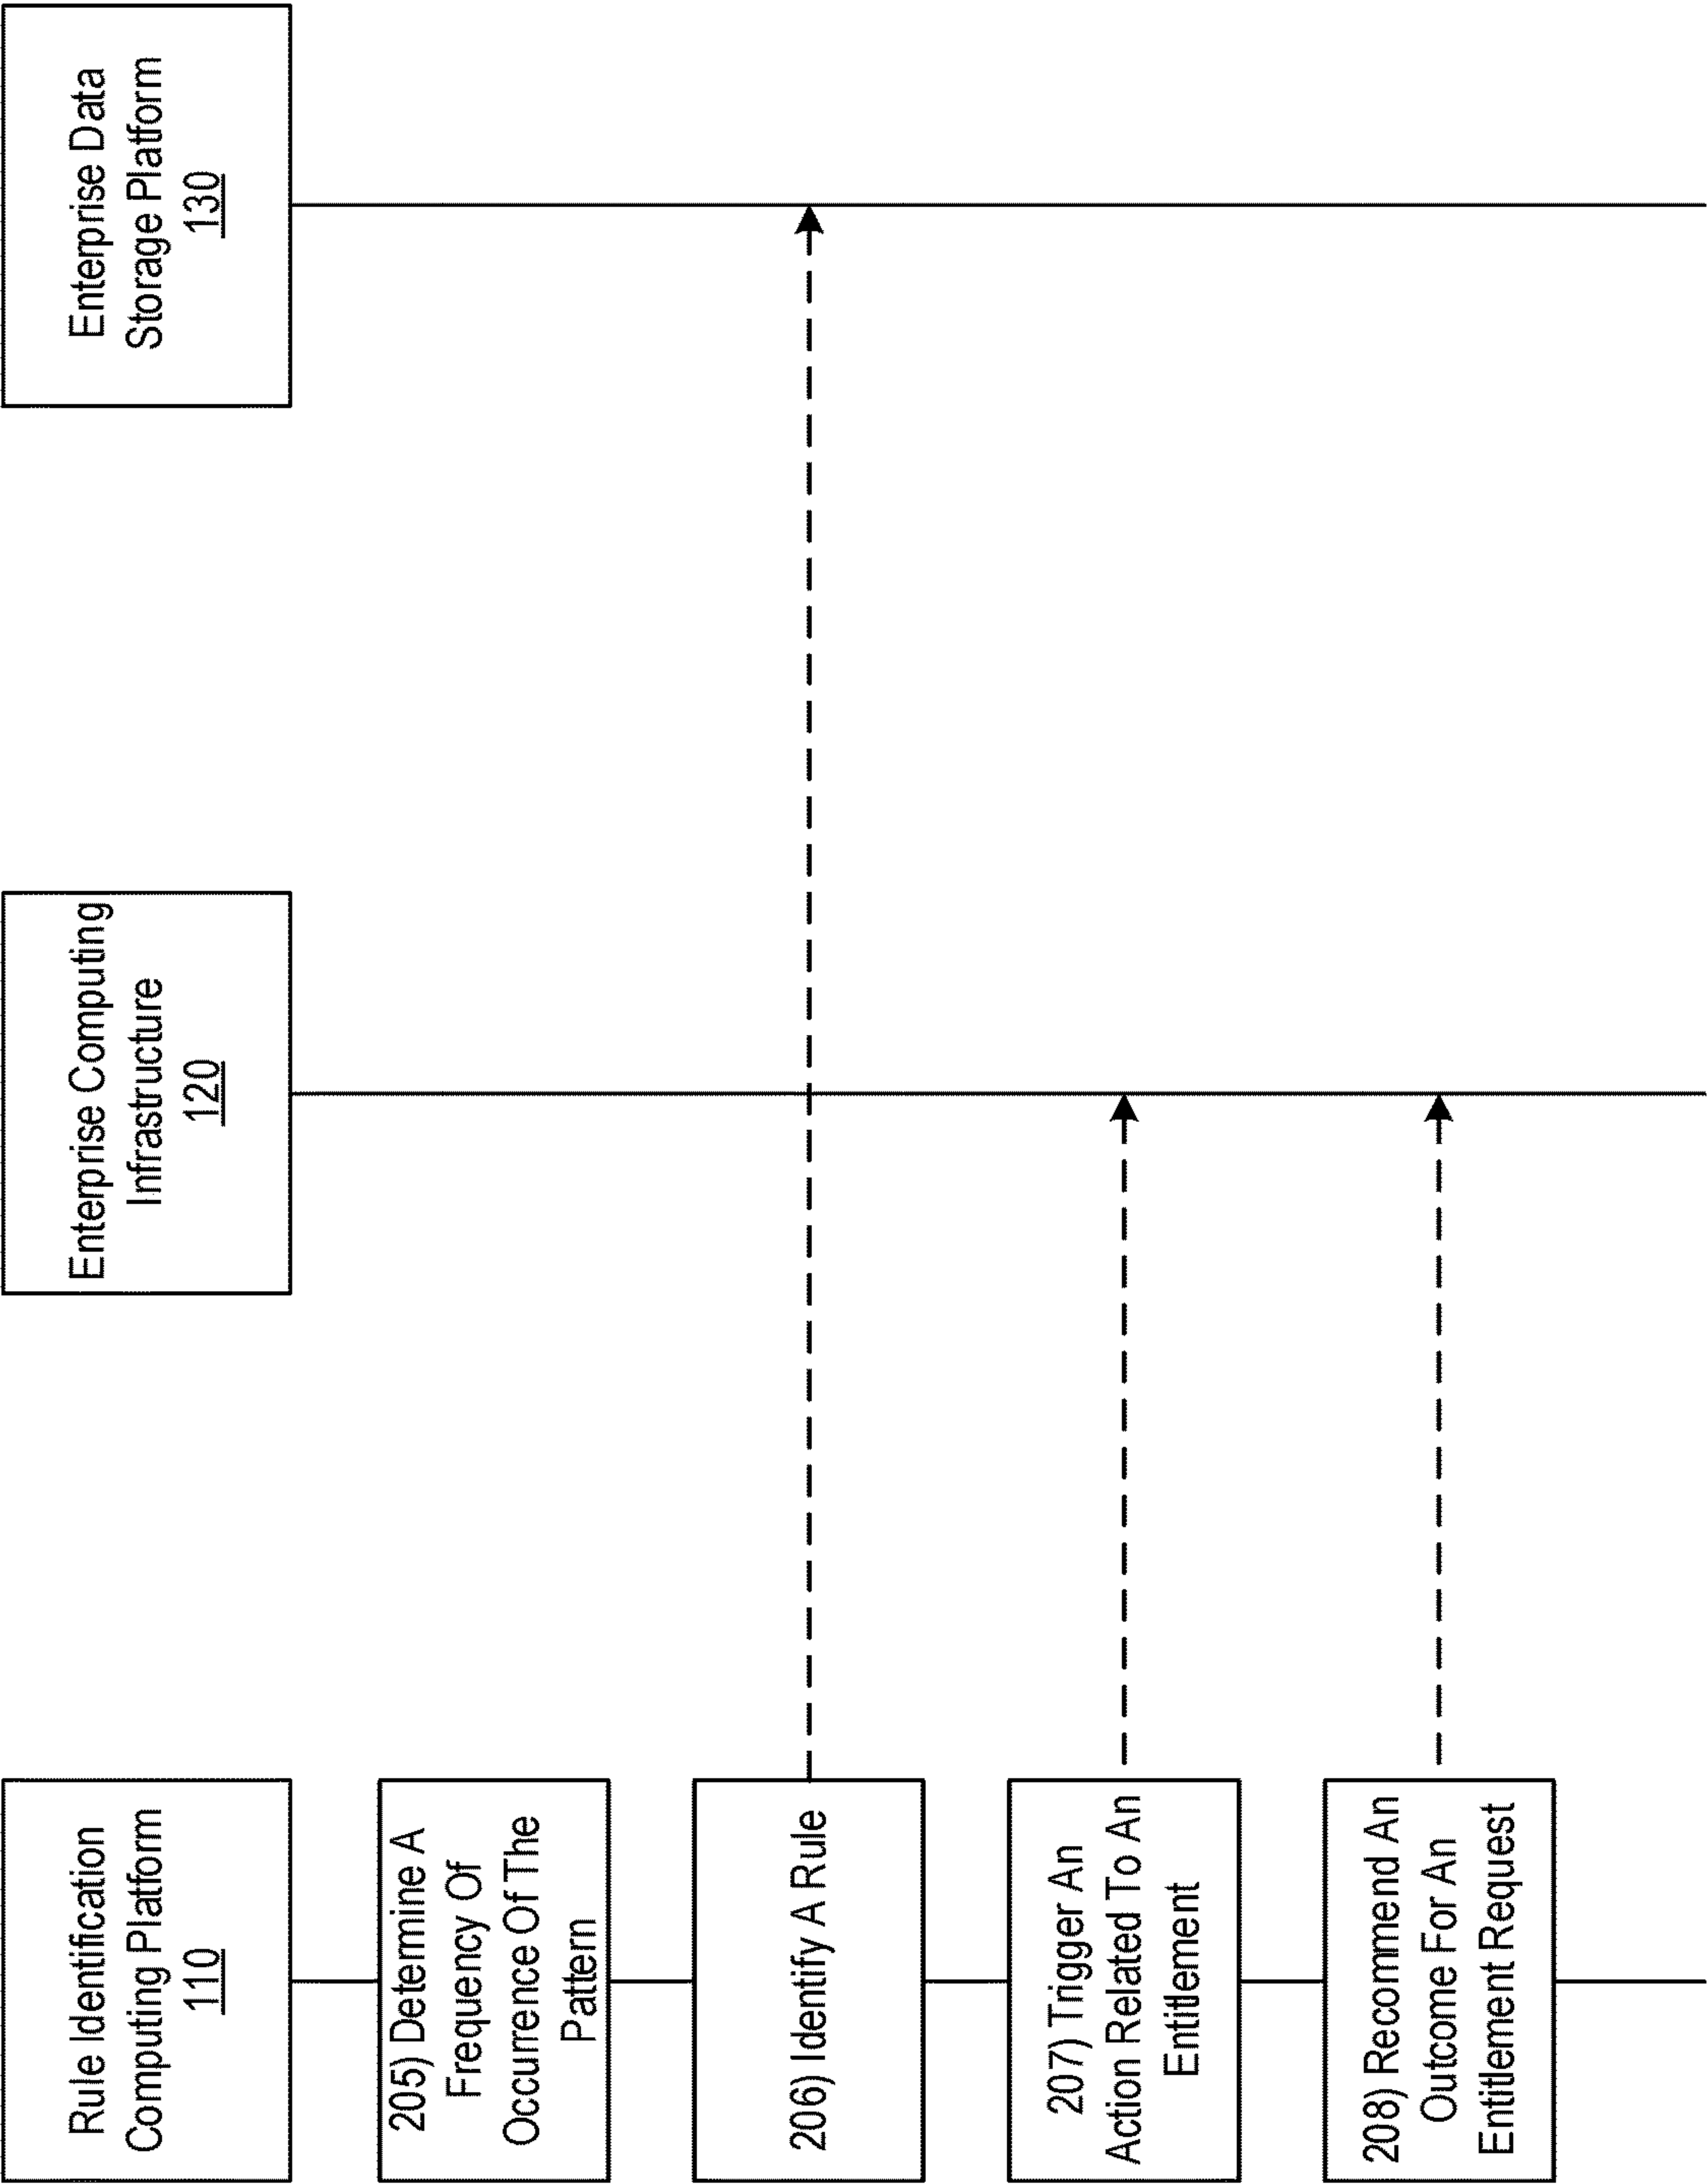 Rule Identification
Computing Platform
110
Enterprise Computing
Infrastructure
120
Enterprise Data
Storage Platform
130
205) Determine A
Frequency Of
Occurrence Of The
Pattern
206) Identify A Rule
207) Trigger An
Action Related To An
Entitlement
208) Recommend An
Outcome For An
Entitlement Request